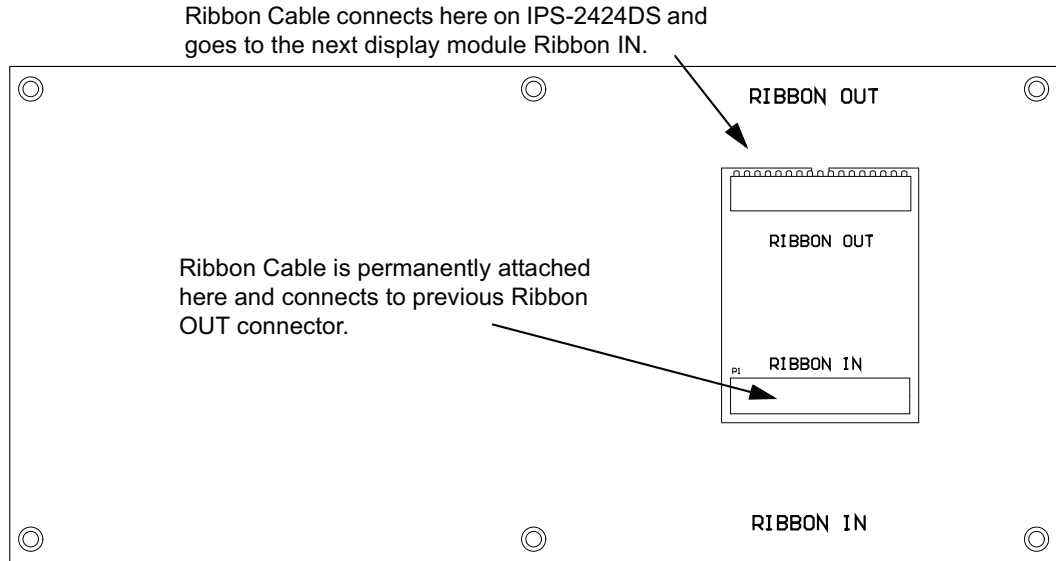 Ribbon Cable connects here on IPS-2424DS and
goes to the next display module Ribbon IN.
RIBBON OUT
RIBBON OUT
Ribbon Cable is permanently attached
here and connects to previous Ribbon
OUT connector.
RIBBON IN
P1
RIBBON IN